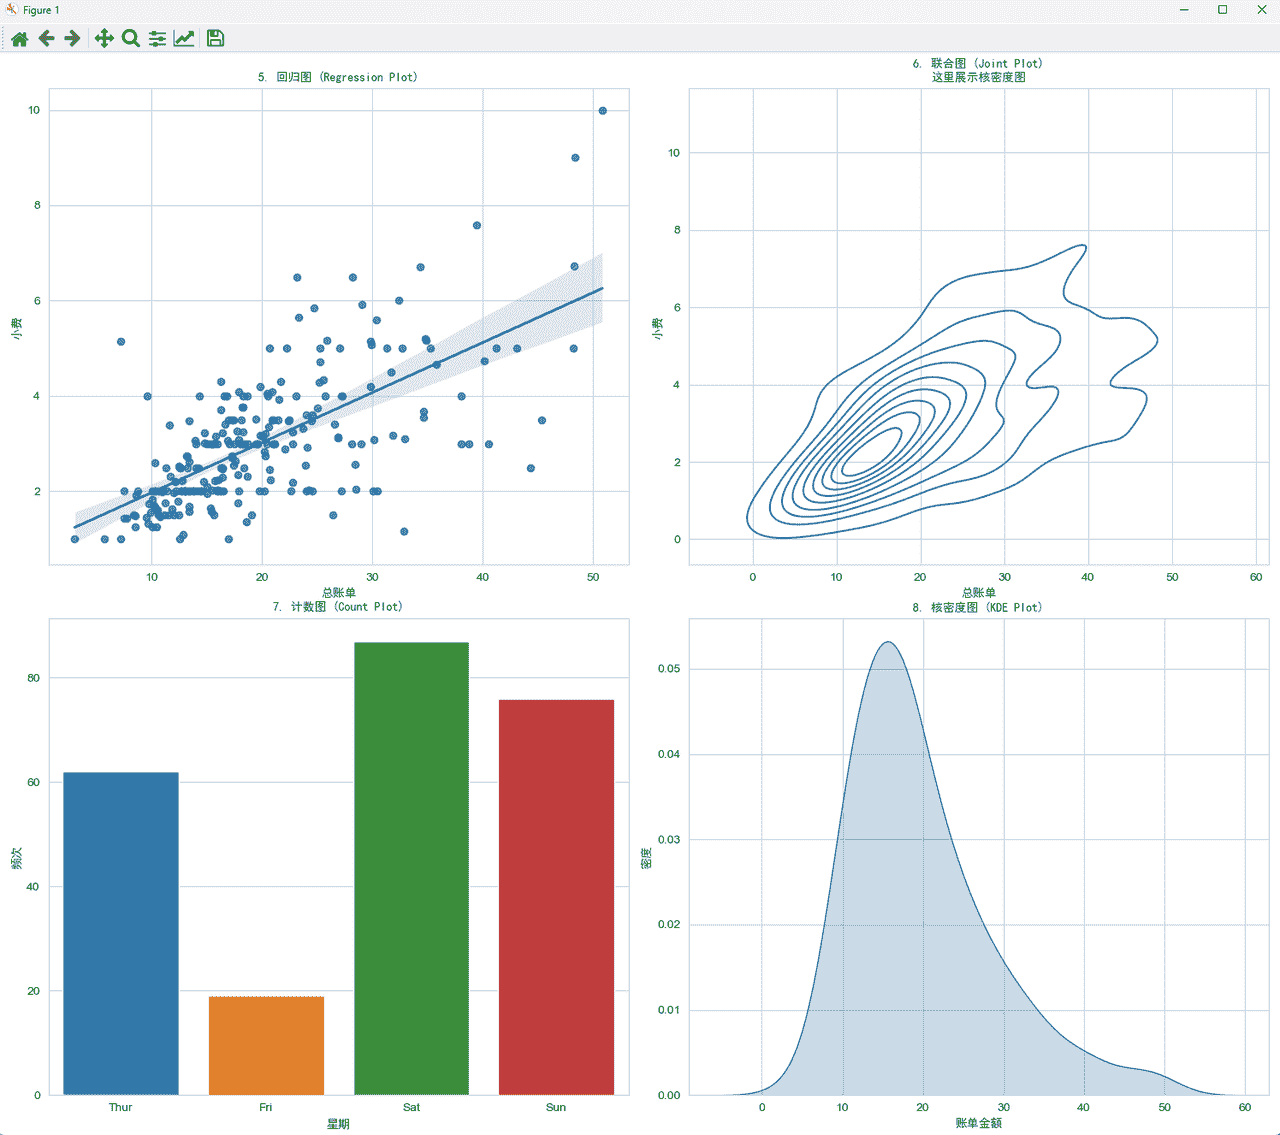 Figure 1
5. 回归图 (Regression Plot)
10
8
6
4
2
小费
10 20 30 40 50
总账单
6. 联合图 (Joint Plot)
这里展示核密度图
10
8
6
4
2
0
小费
0 10 20 30 40 50 60
总账单
7. 计数图 (Count Plot)
80
60
40
20
0
频次
Thur Fri Sat Sun
星期
8. 核密度图 (KDE Plot)
0.05
0.04
0.03
0.02
0.01
0.00
密度
0 10 20 30 40 50 60
账单金额